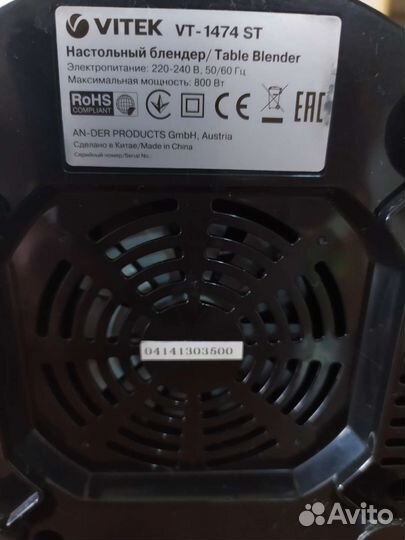 VITEK VT-1474 ST
Настольный блендер/ Table Blender
Электропитание: 220-240 В, 50/60 Гц
Максимальная мощность: 800 Вт
RoHS
COMPLIANT
CE
EAC
AN-DER PRODUCTS GmbH, Austria
Сделано в Китае/Made in China
Серийный номер/Serial No.:
04141303500
Avito